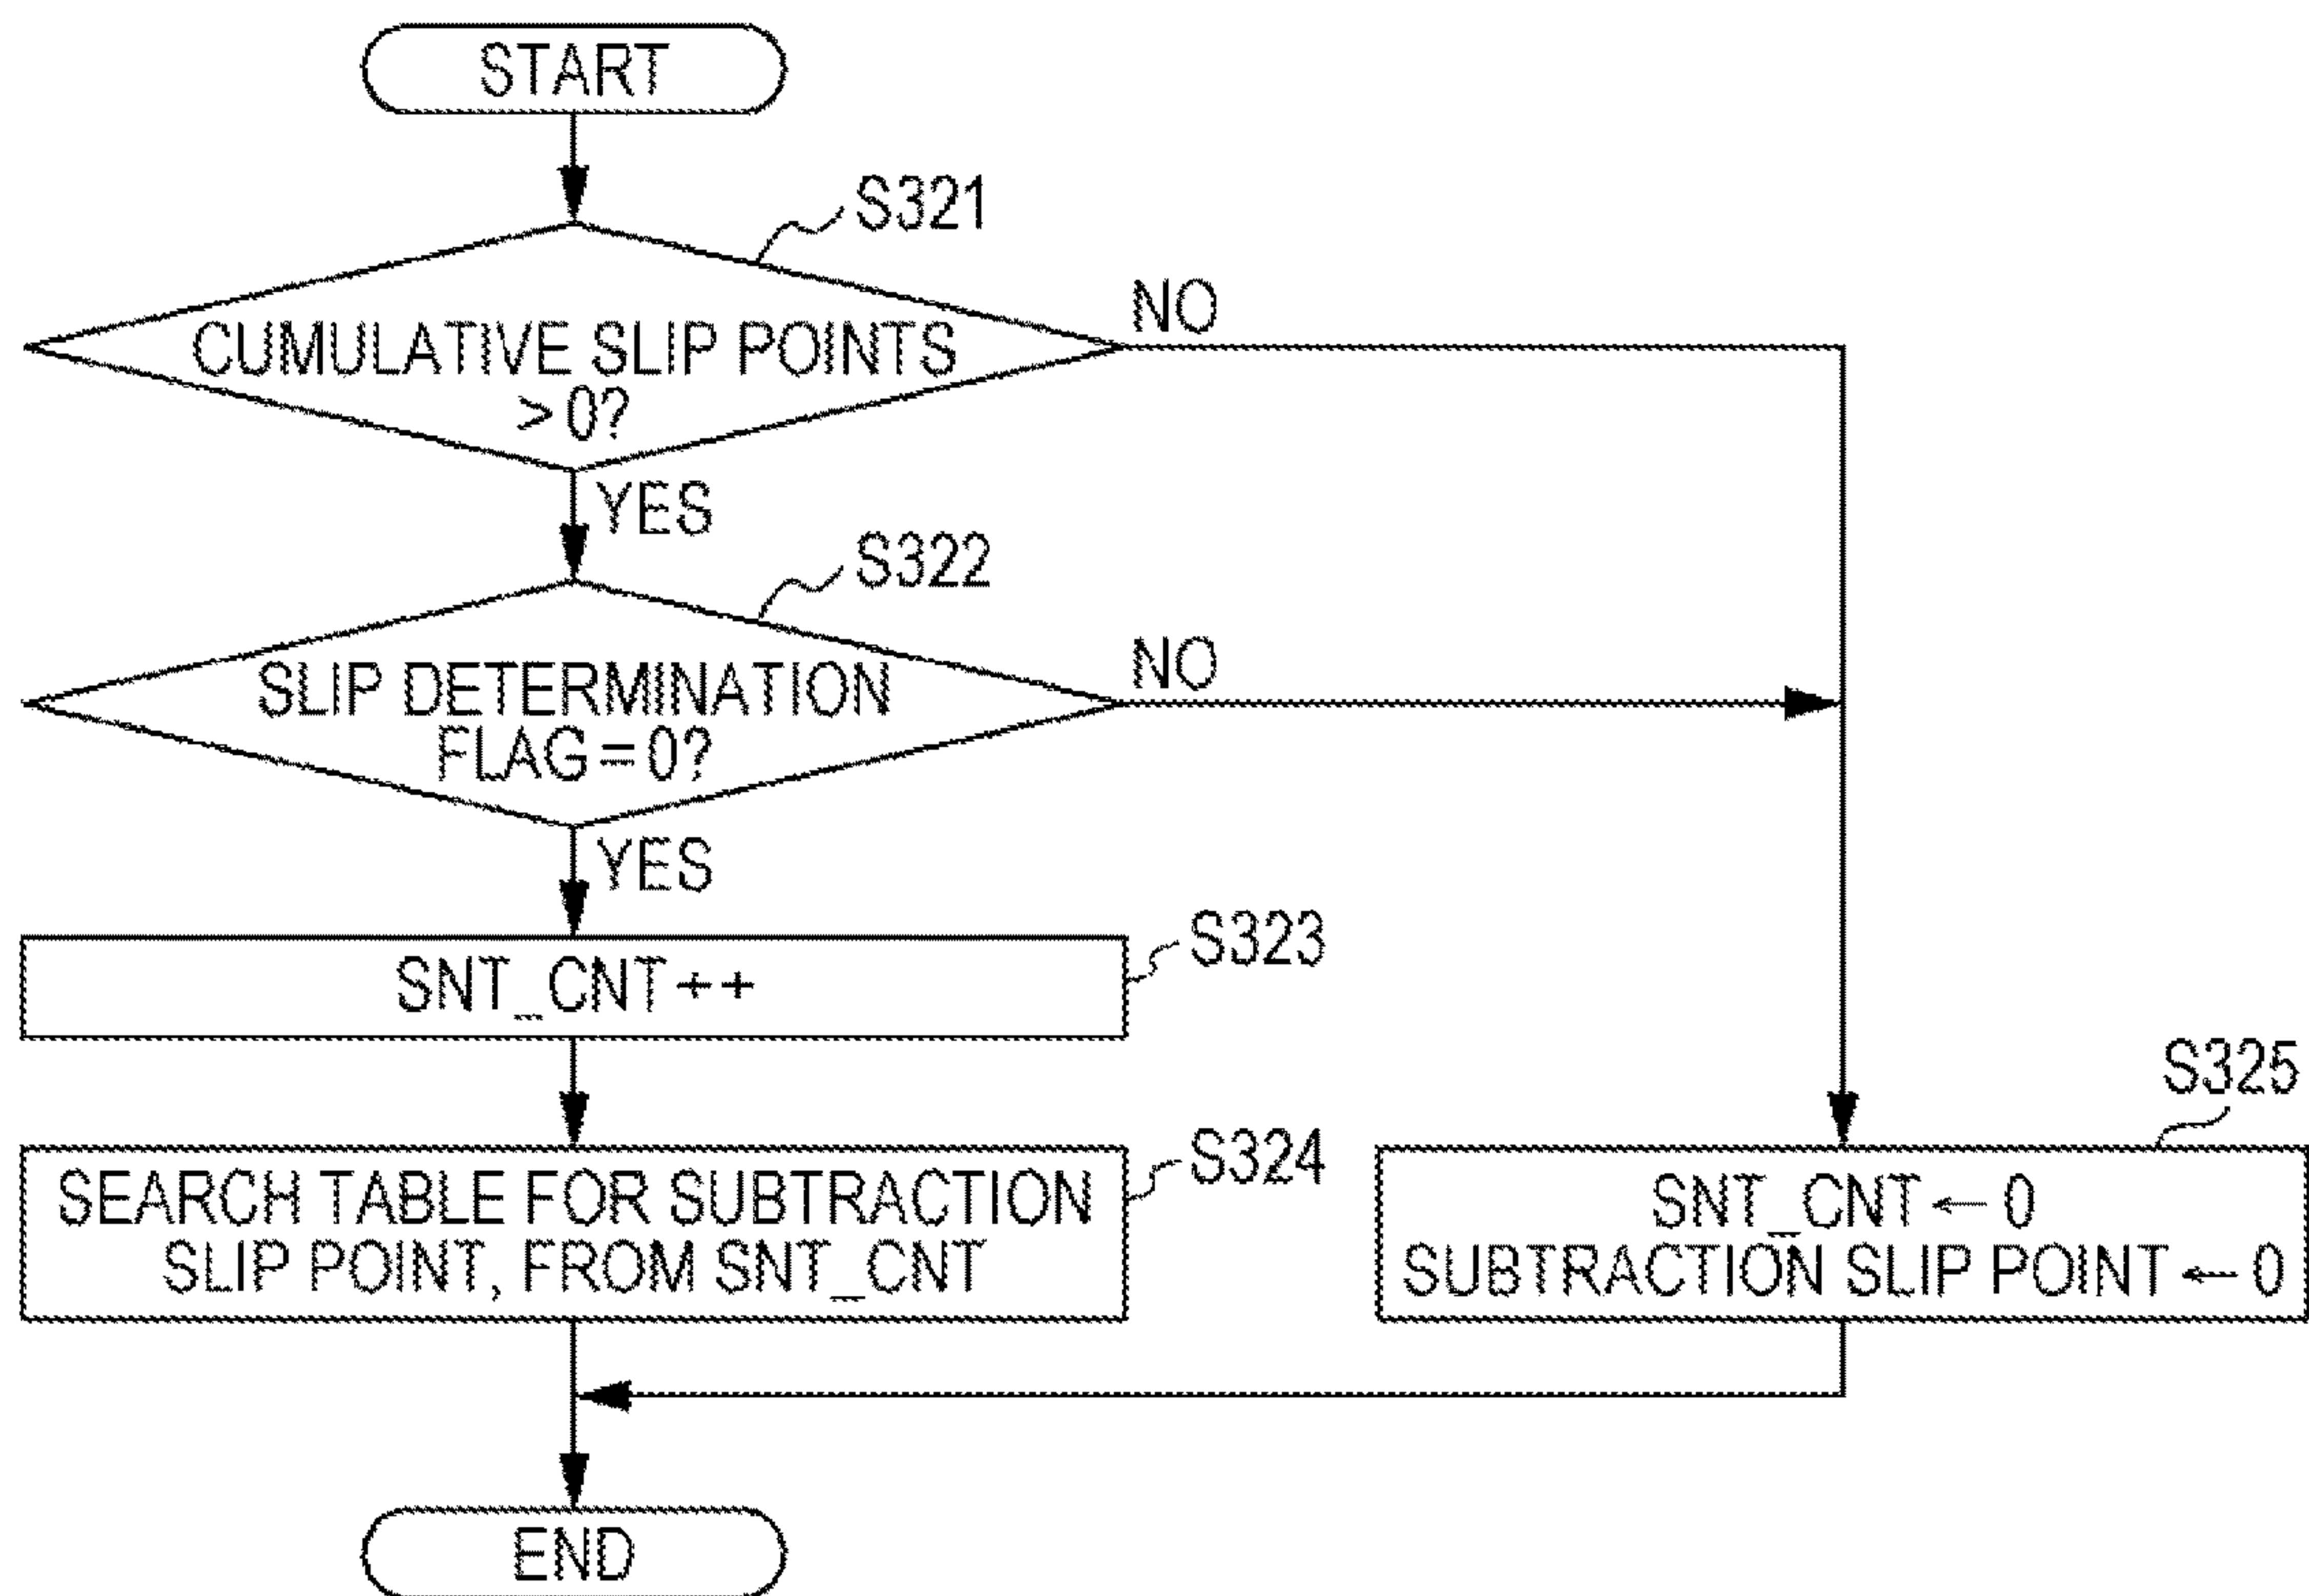 START
S321
CUMULATIVE SLIP POINTS
> 0?
NO
YES
S322
SLIP DETERMINATION
FLAG = 0?
NO
YES
SNT_CNT++
S323
SEARCH TABLE FOR SUBTRACTION
SLIP POINT, FROM SNT_CNT
S324
S325
SNT_CNT ← 0
SUBTRACTION SLIP POINT ← 0
END